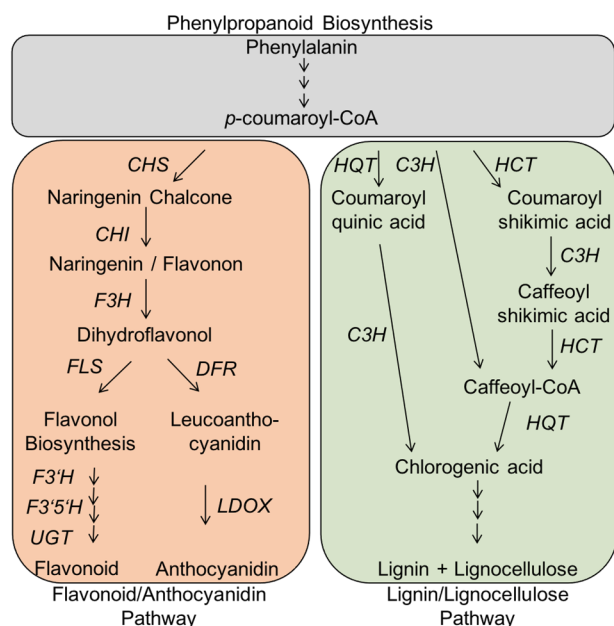 Phenylpropanoid Biosynthesis
Phenylalanin
p-coumaroyl-CoA
CHS
Naringenin Chalcone
CHI
Naringenin / Flavonon
F3H
Dihydroflavonol
FLS
DFR
Flavonol
Biosynthesis
Leucoantho-
cyanidin
F3‘H
F3‘5‘H
UGT
LDOX
Flavonoid
Anthocyanidin
Flavonoid/Anthocyanidin
Pathway
HQT
C3H
HCT
Coumaroyl
quinic acid
Coumaroyl
shikimic acid
C3H
Caffeoyl
shikimic acid
C3H
HCT
Caffeoyl-CoA
HQT
Chlorogenic acid
Lignin + Lignocellulose
Lignin/Lignocellulose
Pathway